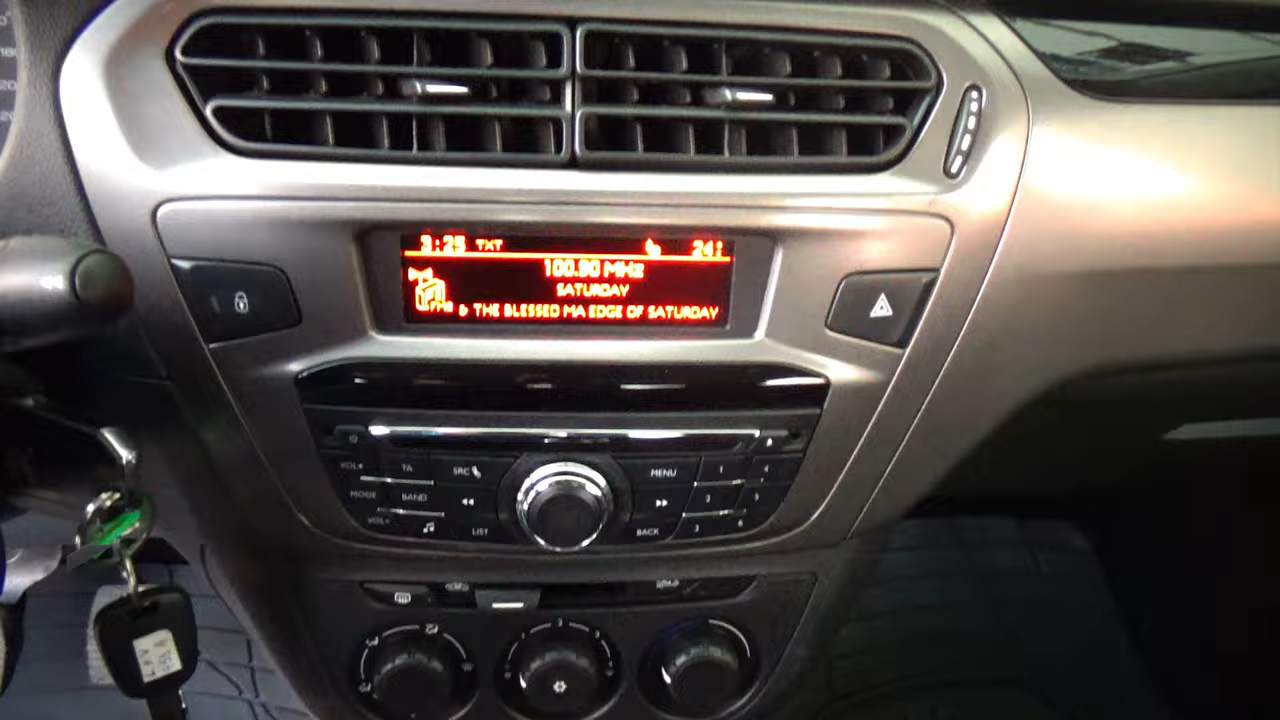 3:25 TXT 24
100.90 MHz
SATURDAY
& THE BLESSED MA EDGE OF SATURDAY
VOL+ TA SRC MENU 1 4
MODE BAND 2 5
VOL- LIST BACK 3 6